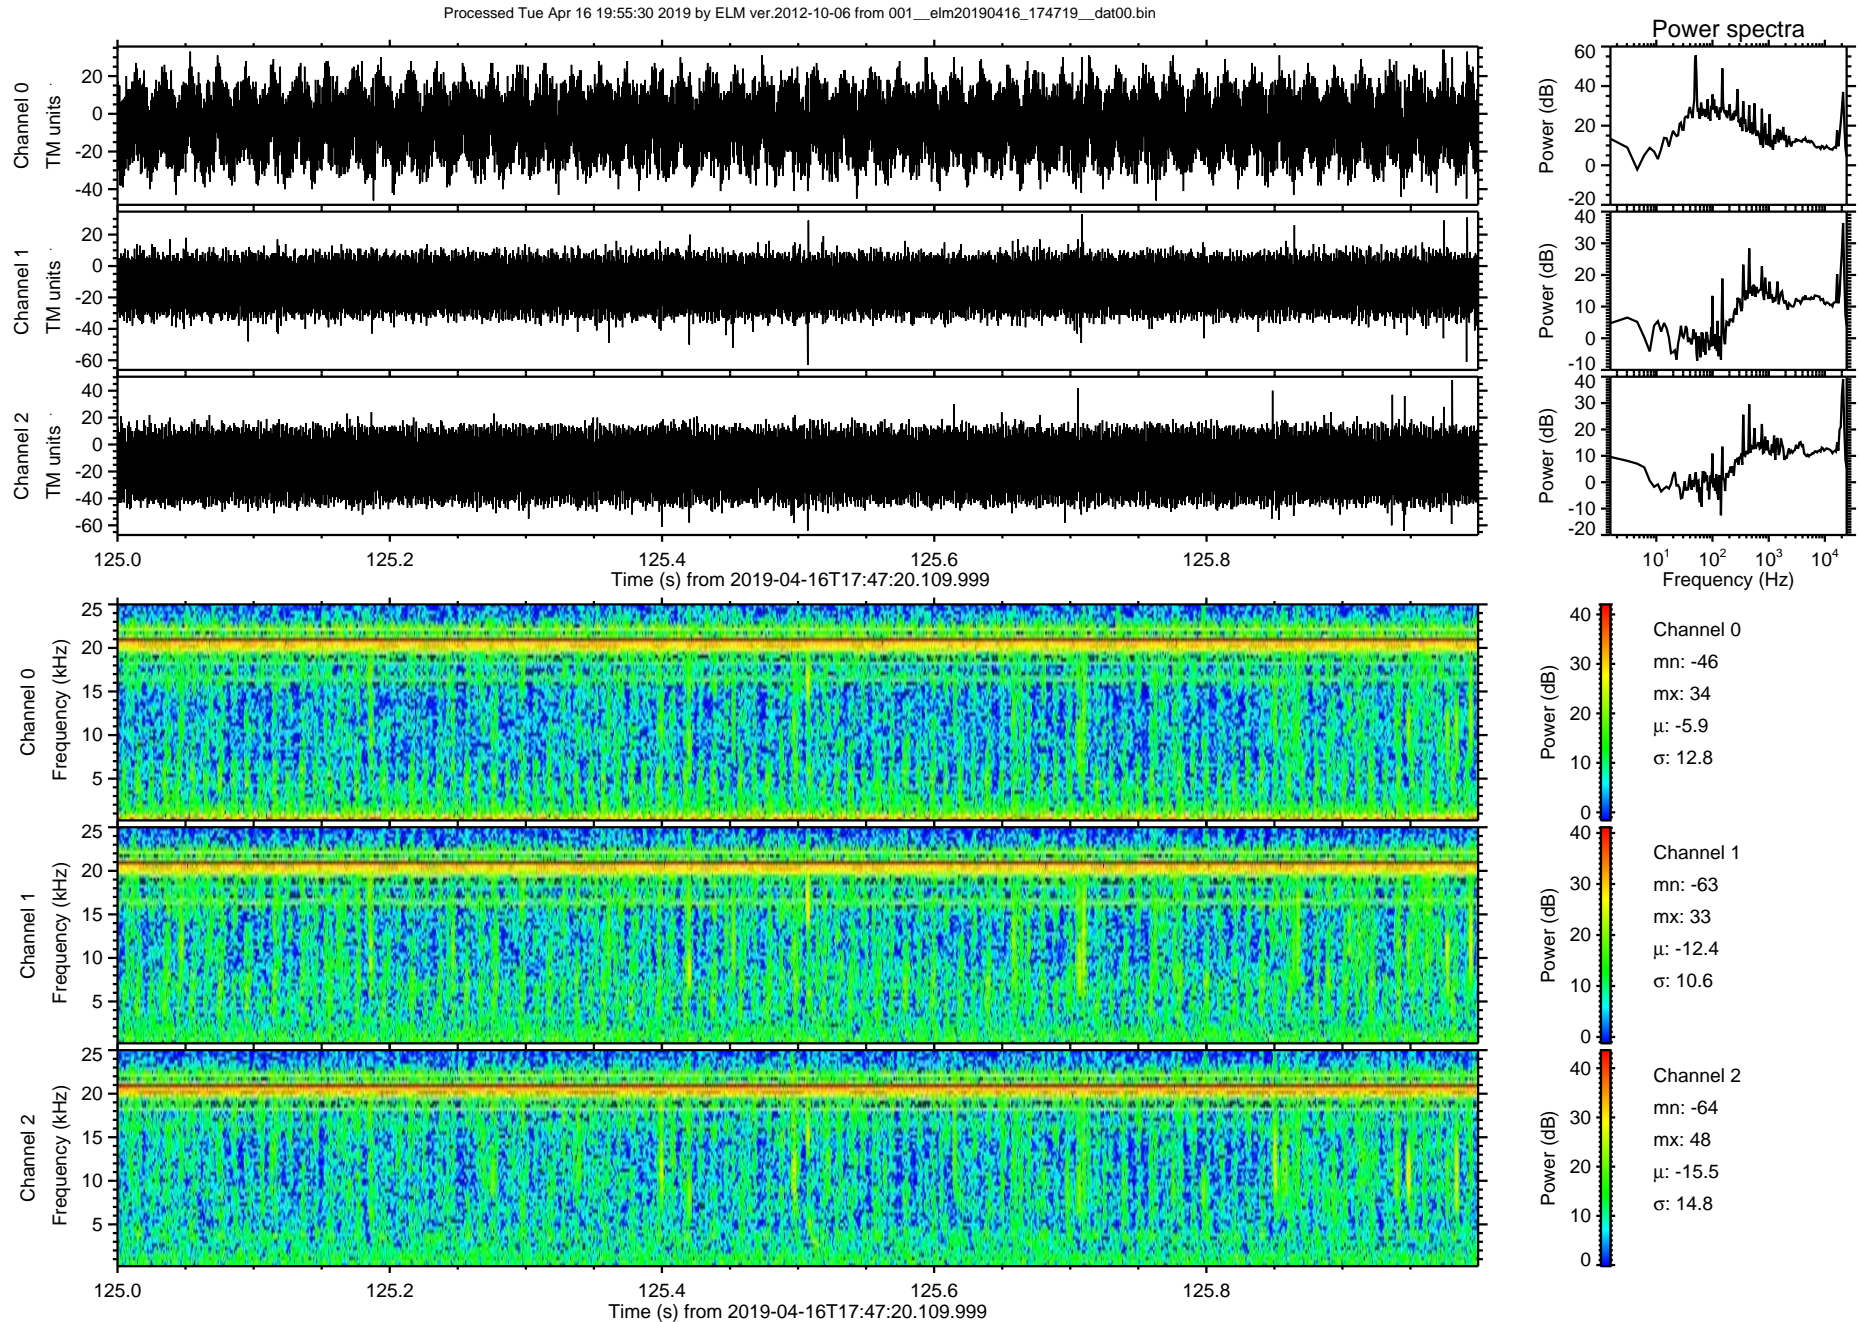 Processed Tue Apr 16 19:55:30 2019 by ELM ver.2012-10-06 from 001__elm20190416_174719__dat00.bin
Power spectra
Channel 0
TM units
20
0
-20
-40
Power (dB)
60
40
20
0
-20
Channel 1
TM units
20
0
-20
-40
-60
Power (dB)
40
30
20
10
0
-10
Channel 2
TM units
40
20
0
-20
-40
-60
Power (dB)
40
30
20
10
0
-10
-20
125.0 125.2 125.4 125.6 125.8
Time (s) from 2019-04-16T17:47:20.109.999
10¹ 10² 10³ 10⁴
Frequency (Hz)
Channel 0
Frequency (kHz)
25
20
15
10
5
Power (dB)
40
30
20
10
0
Channel 0
mn: -46
mx: 34
μ: -5.9
σ: 12.8
Channel 1
Frequency (kHz)
25
20
15
10
5
Power (dB)
40
30
20
10
0
Channel 1
mn: -63
mx: 33
μ: -12.4
σ: 10.6
Channel 2
Frequency (kHz)
25
20
15
10
5
Power (dB)
40
30
20
10
0
Channel 2
mn: -64
mx: 48
μ: -15.5
σ: 14.8
125.0 125.2 125.4 125.6 125.8
Time (s) from 2019-04-16T17:47:20.109.999